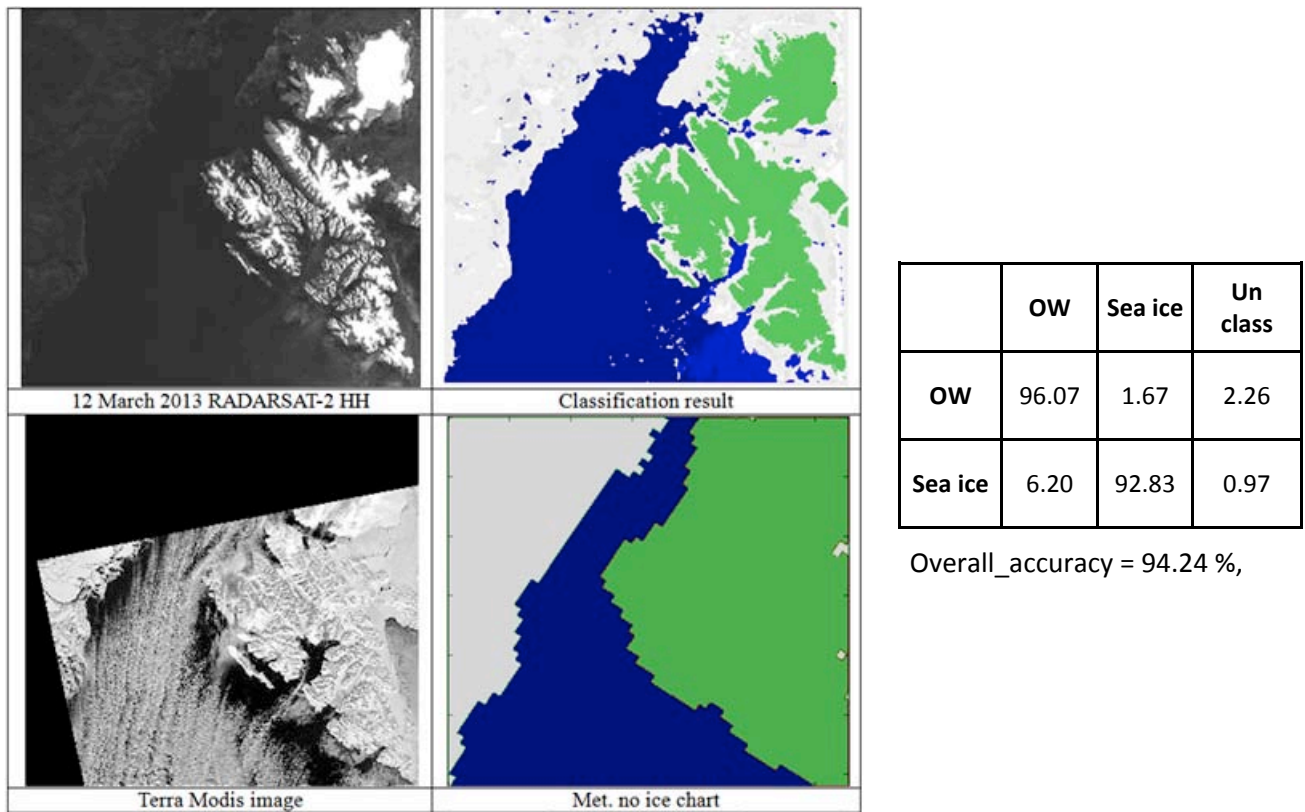 12 March 2013 RADARSAT-2 HH
Classification result
Terra Modis image
Met. no ice chart
OW Sea ice Un class
OW 96.07 1.67 2.26
Sea ice 6.20 92.83 0.97
Overall_accuracy = 94.24 %,